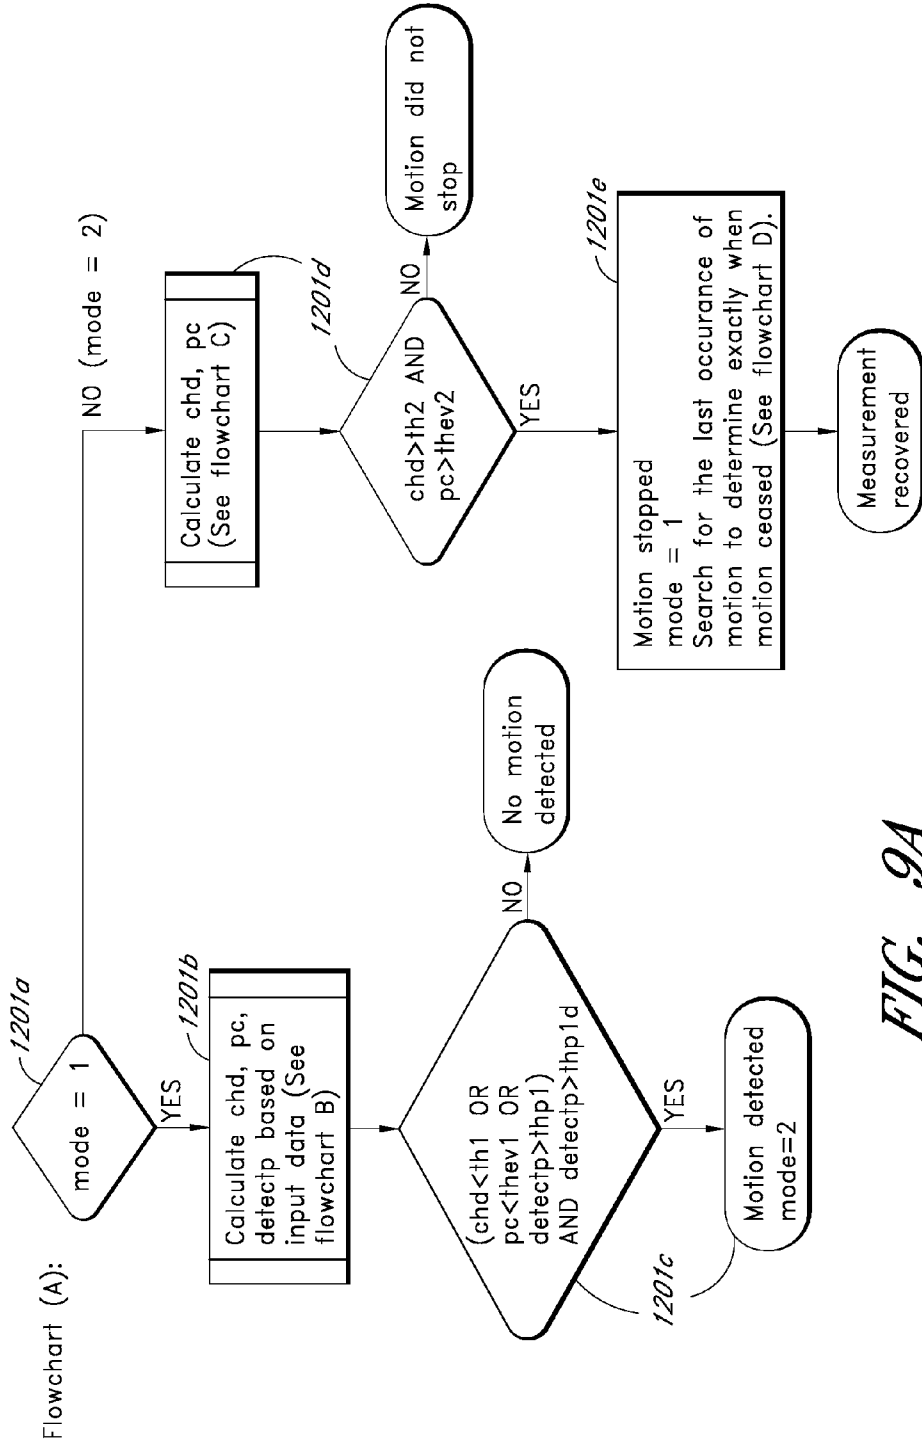 Flowchart (A):
1201a
mode = 1
NO (mode = 2)
YES
1201b
Calculate chd, pc,
detectp based on
input data (See
flowchart B)
(chd<th1 OR
pc<thev1 OR
detectp>thp1)
AND detectp>thp1d
NO
No motion
detected
YES
1201c
Motion detected
mode=2
Calculate chd, pc
(See flowchart C)
1201d
chd>th2 AND
pc>thev2
NO
Motion did not
stop
YES
1201e
Motion stopped
mode = 1
Search for the last occurance of
motion to determine exactly when
motion ceased (See flowchart D).
Measurement
recovered
FIG. 9A